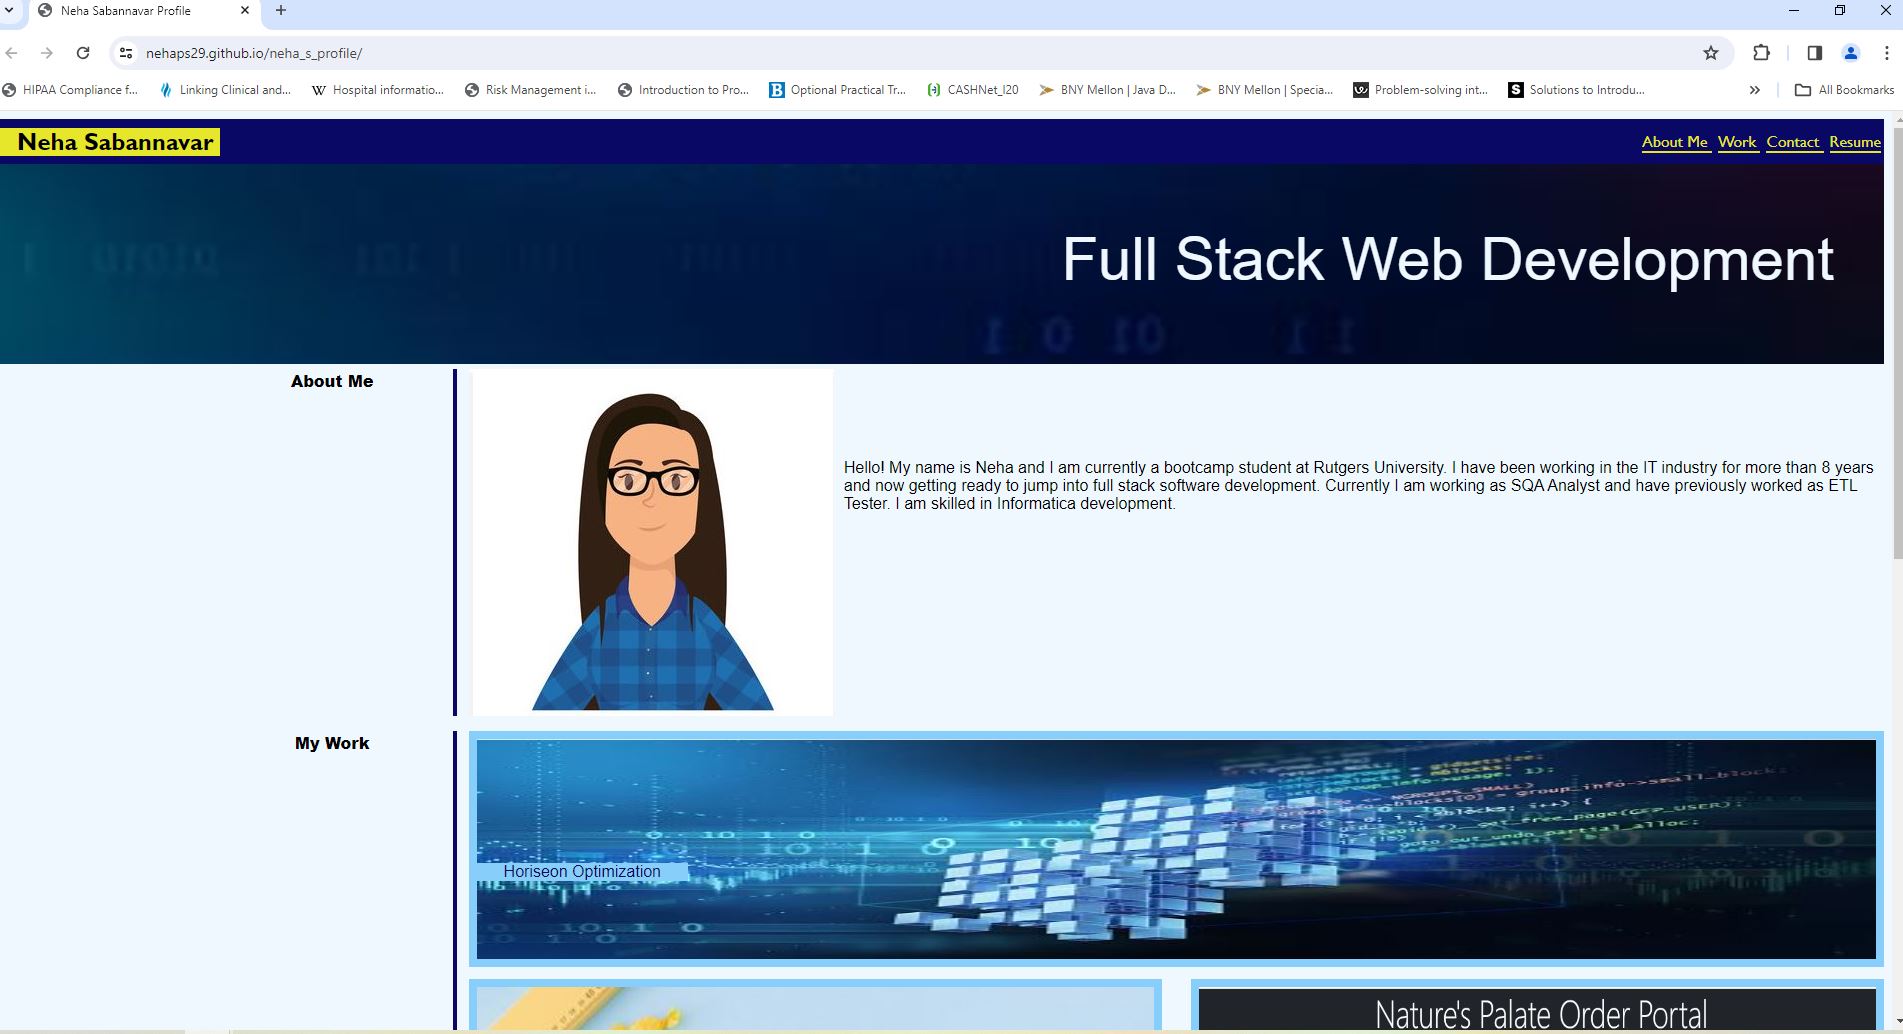 Neha Sabannavar Profile
nehaps29.github.io/neha_s_profile/
HIPAA Compliance f... Linking Clinical and... Hospital informatio... Risk Management i... Introduction to Pro... Optional Practical Tr... CASHNet_I20 BNY Mellon | Java D... BNY Mellon | Specia... Problem-solving int... Solutions to Introdu... » All Bookmarks
Neha Sabannavar
About Me Work Contact Resume
Full Stack Web Development
About Me
Hello! My name is Neha and I am currently a bootcamp student at Rutgers University. I have been working in the IT industry for more than 8 years
and now getting ready to jump into full stack software development. Currently I am working as SQA Analyst and have previously worked as ETL
Tester. I am skilled in Informatica development.
My Work
Horiseon Optimization
Nature's Palate Order Portal